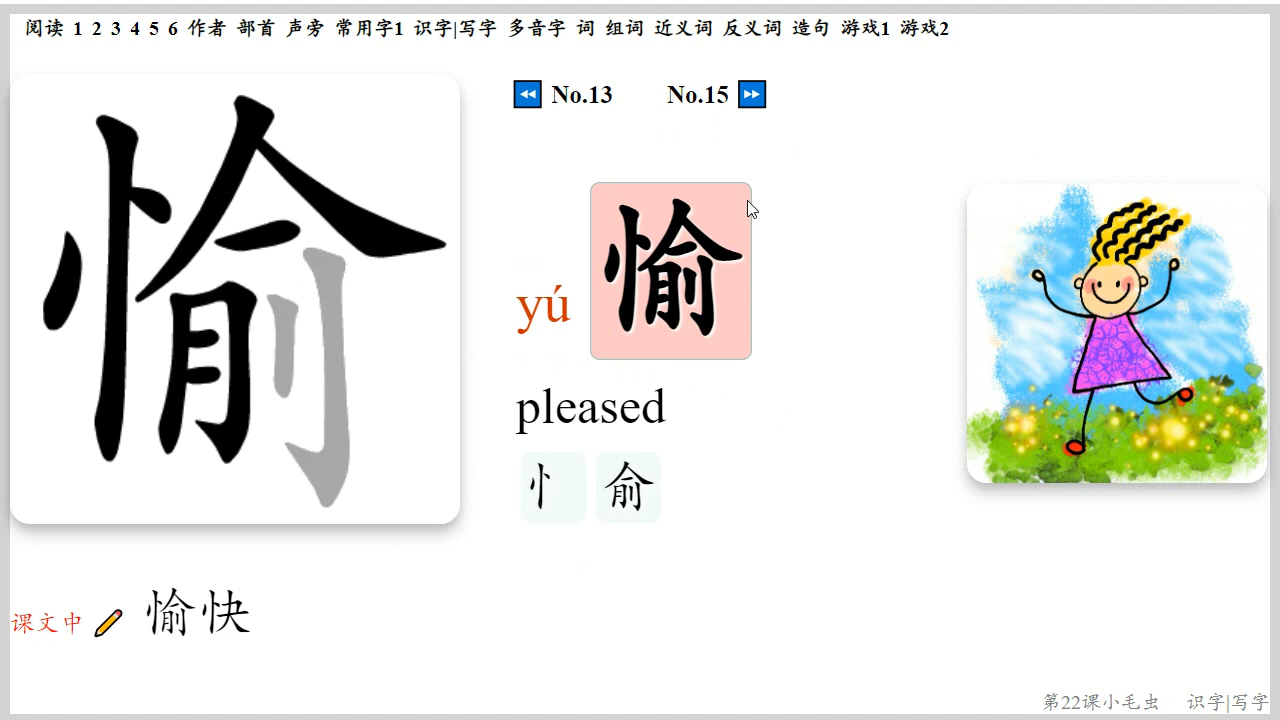 阅读 1 2 3 4 5 6 作者 部首 声旁 常用字1 识字|写字 多音字 词 组词 近义词 反义词 造句 游戏1 游戏2
No.13 No.15
愉
yú 愉
pleased
忄 俞
课文中 愉快
第22课小毛虫 识字|写字